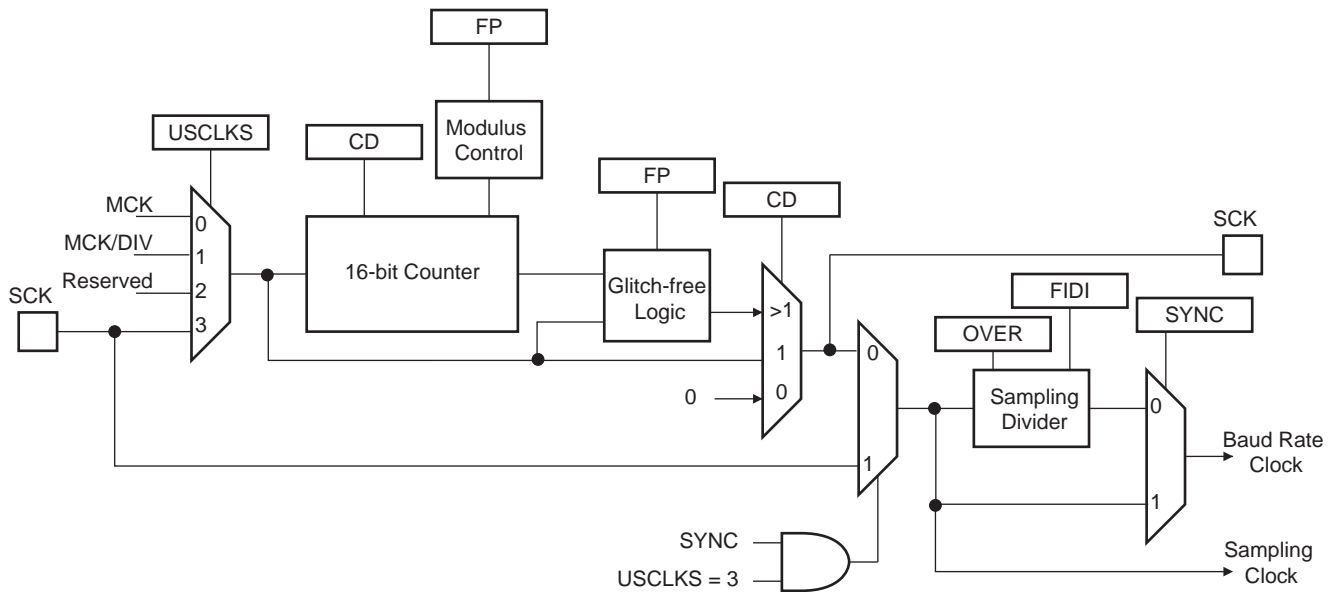 FP
USCLKS
CD
Modulus
Control
FP
CD
MCK
MCK/DIV
Reserved
SCK
0
1
2
3
16-bit Counter
Glitch-free
Logic
>1
1
0
0
SCK
0
1
FIDI
OVER
SYNC
Sampling
Divider
0
1
Baud Rate
Clock
SYNC
USCLKS = 3
Sampling
Clock